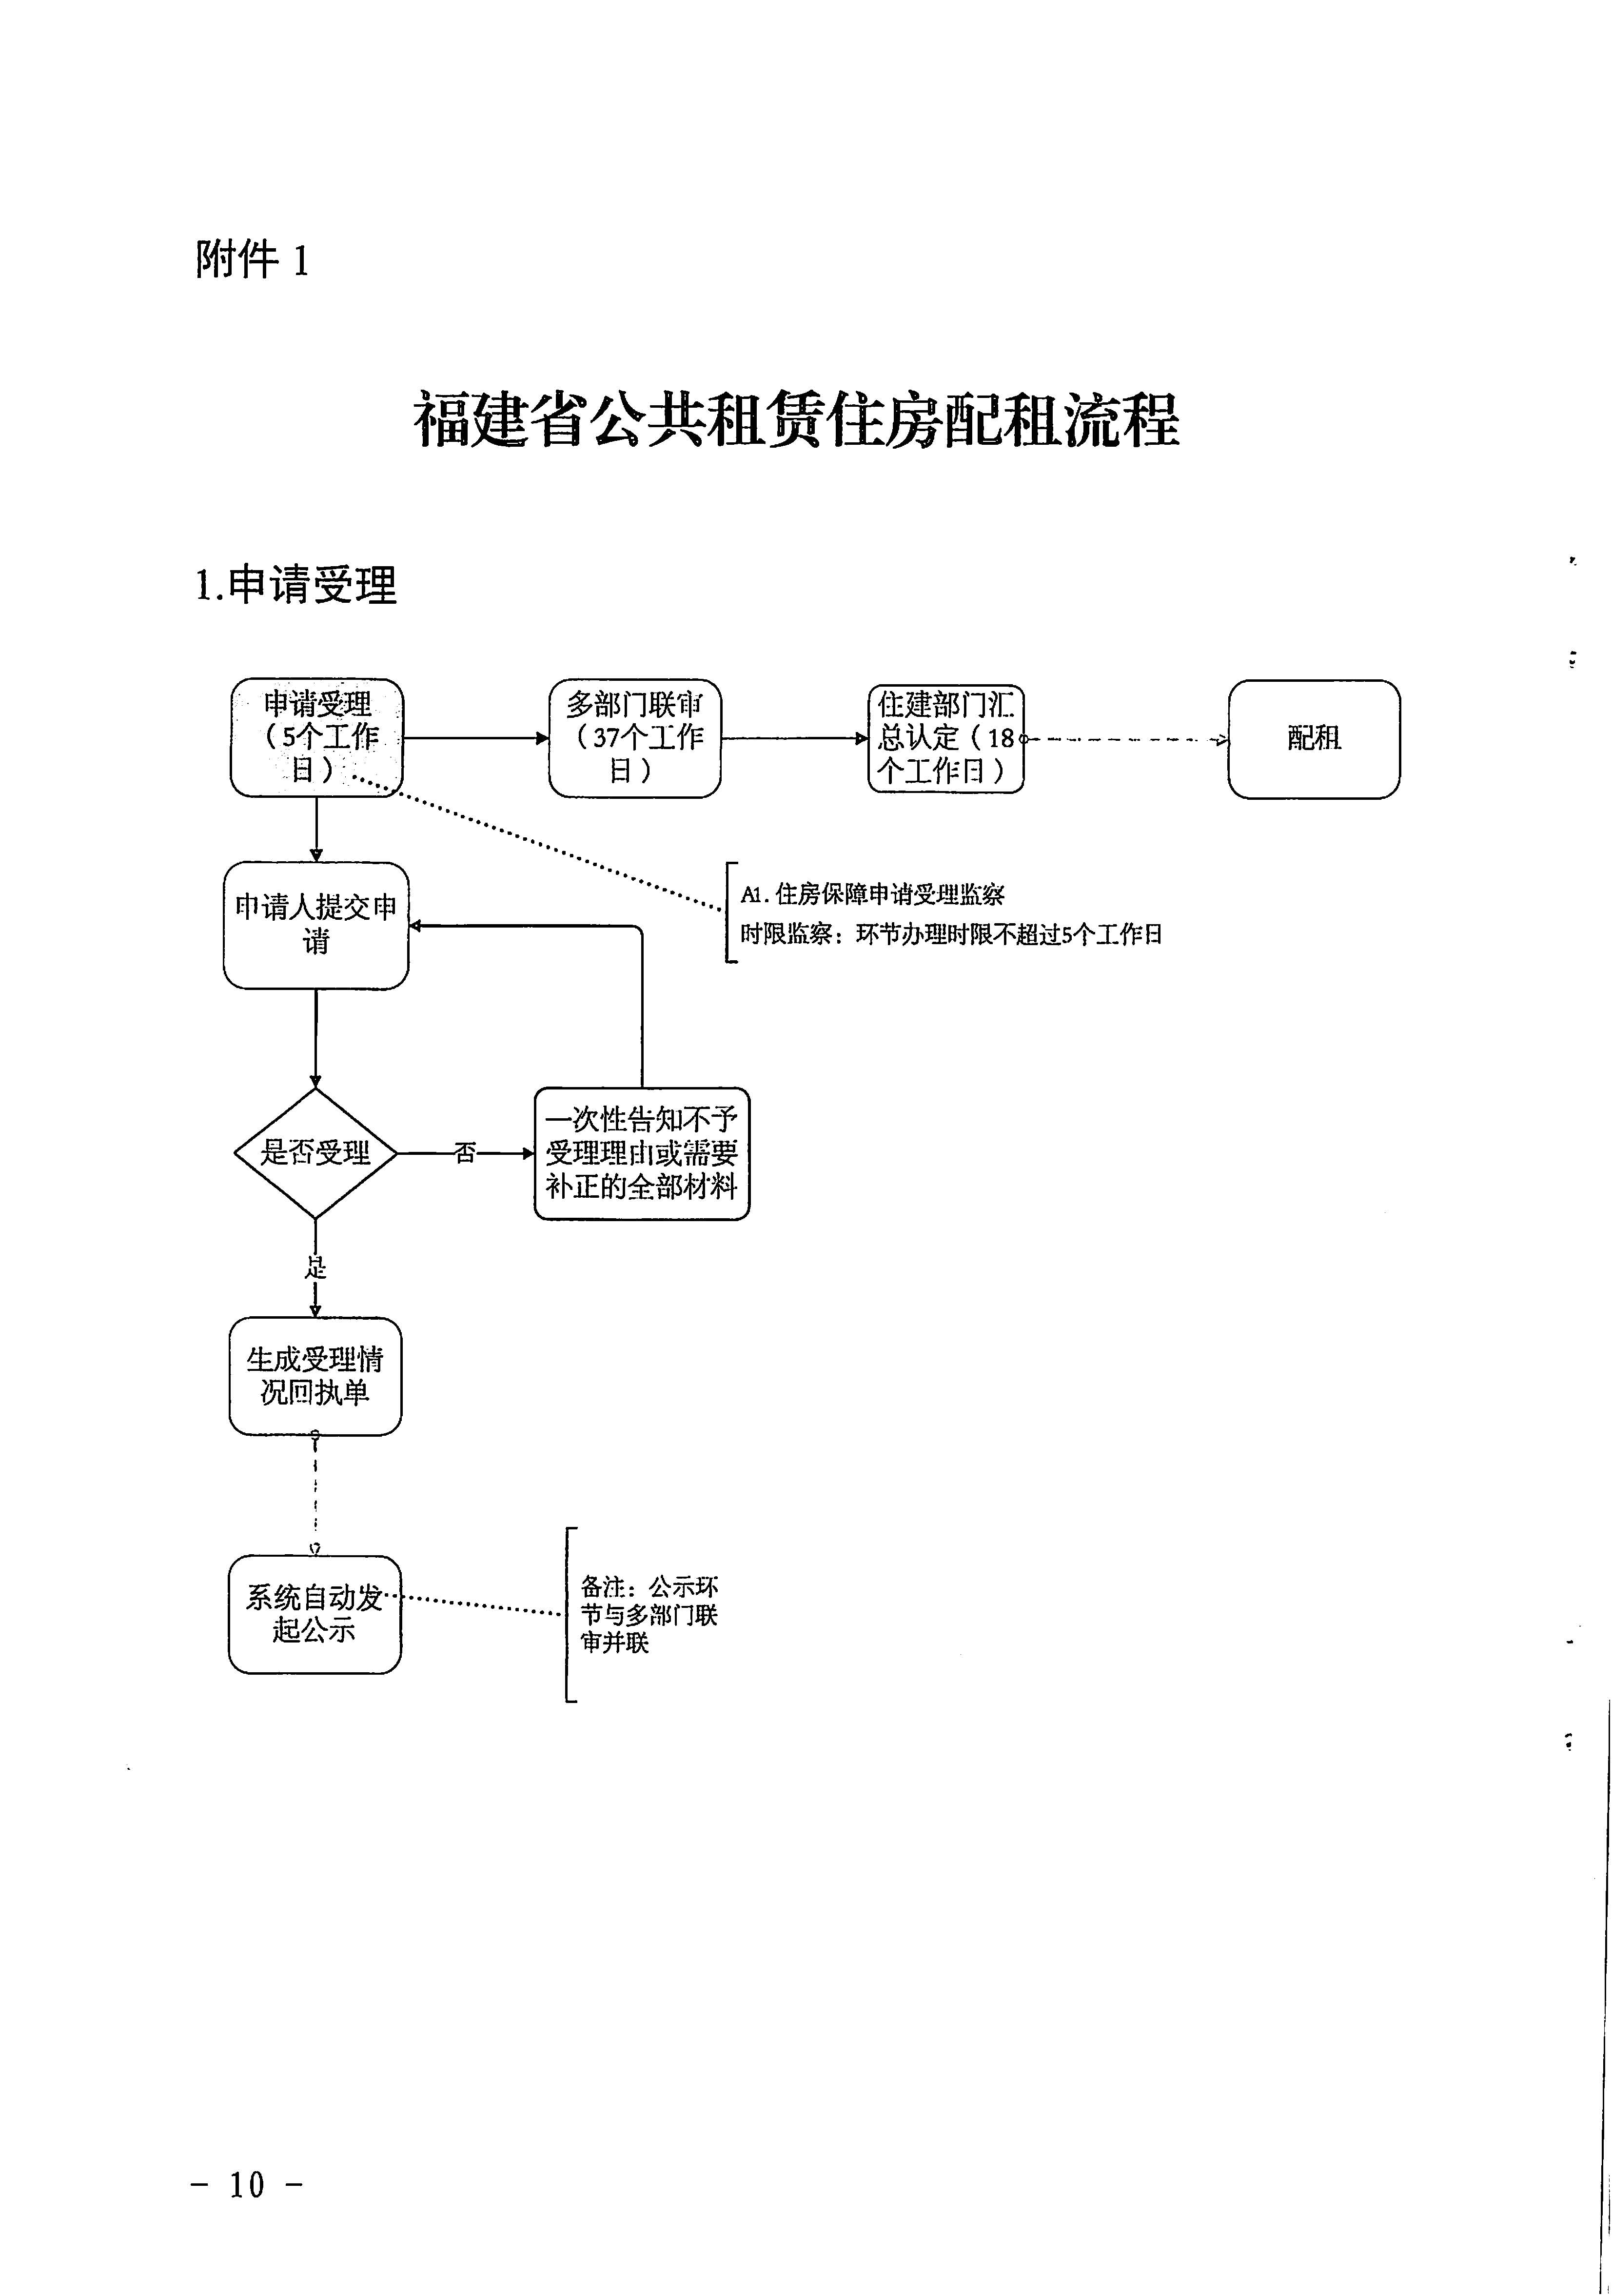 附件 1
福建省公共租赁住房配租流程
1.申请受理
申请受理
（5个工作
日）
多部门联审
（37个工作
日）
住建部门汇
总认定（18
个工作日）
配租
A1. 住房保障申请受理监察
时限监察：环节办理时限不超过5个工作日
申请人提交申
请
是否受理
否
一次性告知不予
受理理由或需要
补正的全部材料
是
生成受理情
况回执单
系统自动发
起公示
备注：公示环
节与多部门联
审并联
- 10 -